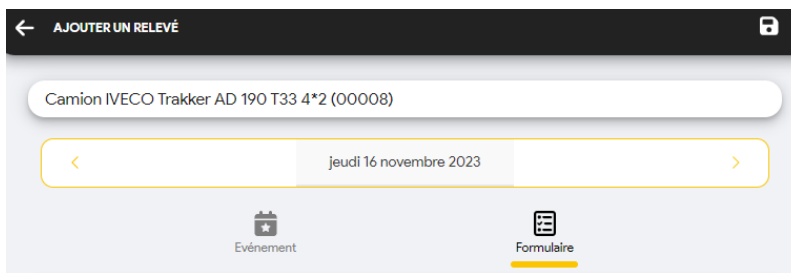 AJOUTER UN RELEVÉ
Camion IVECO Trakker AD 190 T33 4*2 (00008)
jeudi 16 novembre 2023
Evénement
Formulaire